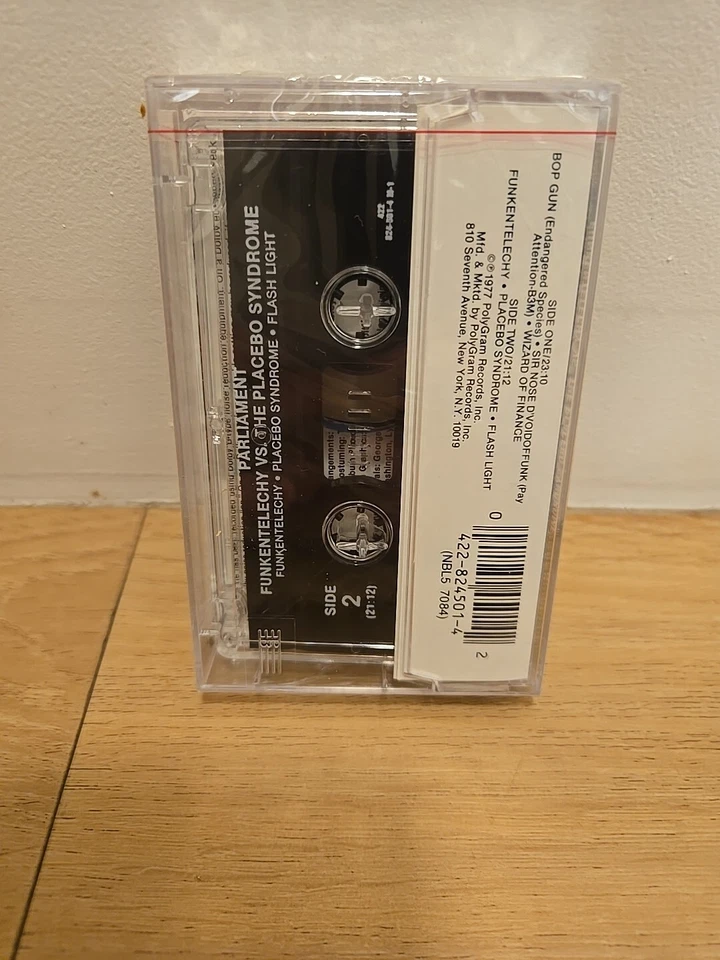 SIDE ONE/23:10
BOP GUN (Endangered Species) • SIR NOSE D'VOIDOFFUNK (Pay
Attention-B3M) • WIZARD OF FINANCE
SIDE TWO/21:12
FUNKENTELECHY • PLACEBO SYNDROME • FLASH LIGHT
©℗1977 PolyGram Records, Inc.
Mfd. & Mktd. by PolyGram Records, Inc.
810 Seventh Avenue, New York, N.Y. 10019
0
422-824501-4
2
(NBL5 7084)
PARLIAMENT
FUNKENTELECHY VS. THE PLACEBO SYNDROME
FUNKENTELECHY • PLACEBO SYNDROME • FLASH LIGHT
SIDE
2
(21:12)
422